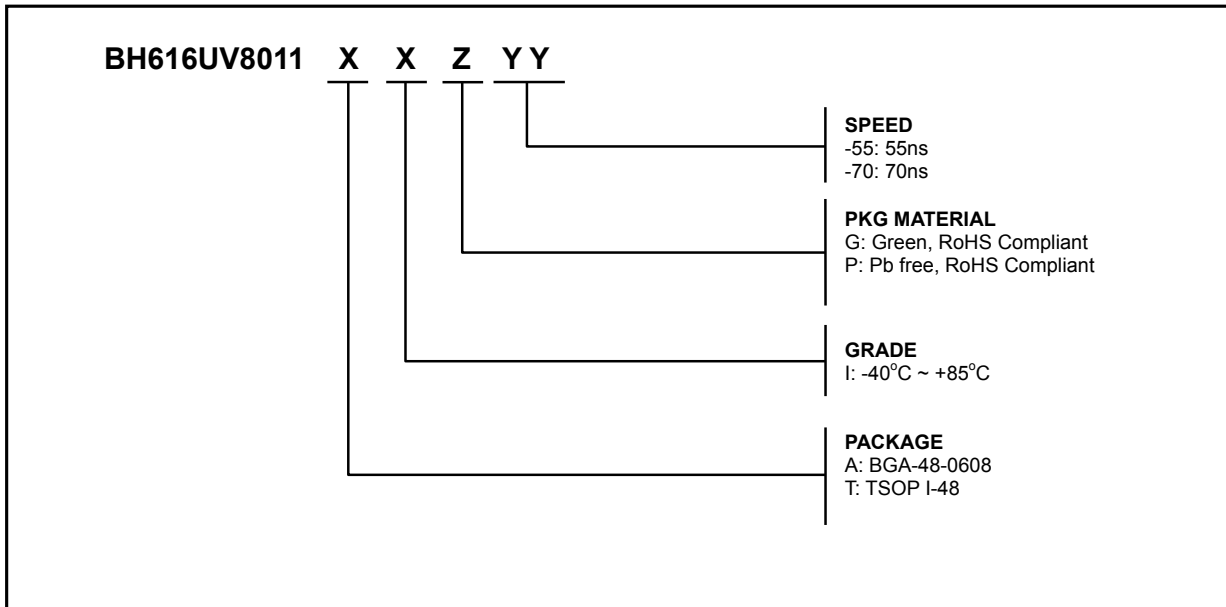 BH616UV8011 X X Z Y Y
SPEED
-55: 55ns
-70: 70ns
PKG MATERIAL
G: Green, RoHS Compliant
P: Pb free, RoHS Compliant
GRADE
I: -40°C ~ +85°C
PACKAGE
A: BGA-48-0608
T: TSOP I-48